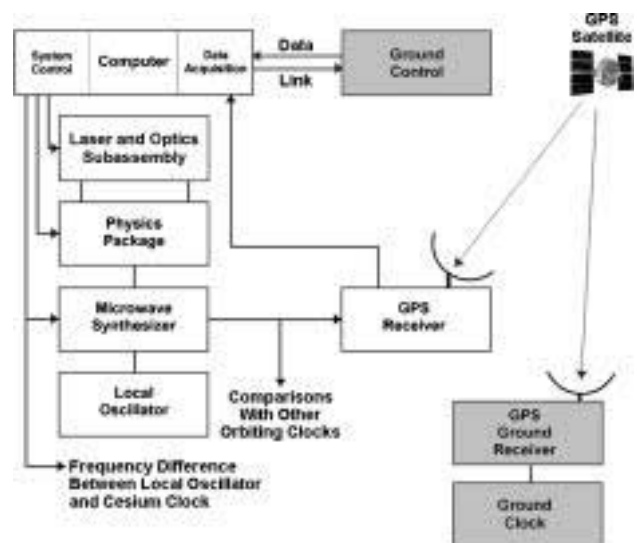 System
Control
Computer
Data
Acquisition
Data
Link
Ground
Control
GPS
Satellite
Laser and Optics
Subassembly
Physics
Package
Microwave
Synthesizer
GPS
Receiver
Local
Oscillator
Comparisons
With Other
Orbiting Clocks
GPS
Ground
Receiver
Frequency Difference
Between Local Oscillator
and Cesium Clock
Ground
Clock